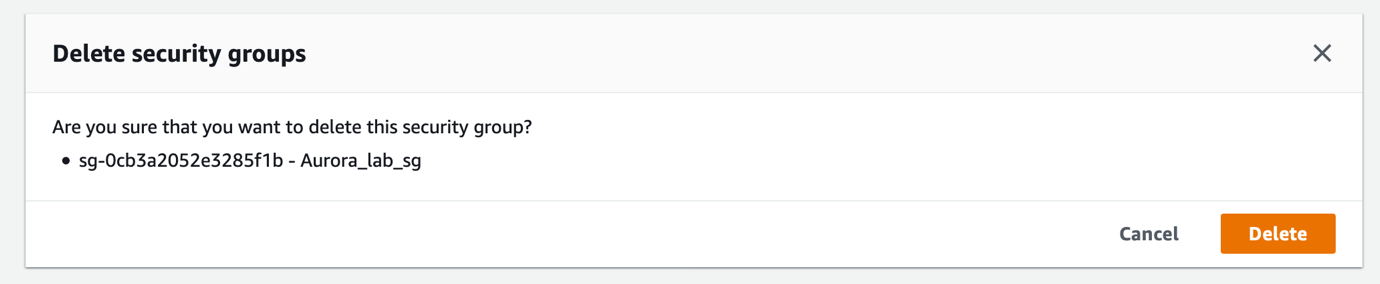 Delete security groups
Are you sure that you want to delete this security group?
• sg-0cb3a2052e3285f1b - Aurora_lab_sg
Cancel Delete